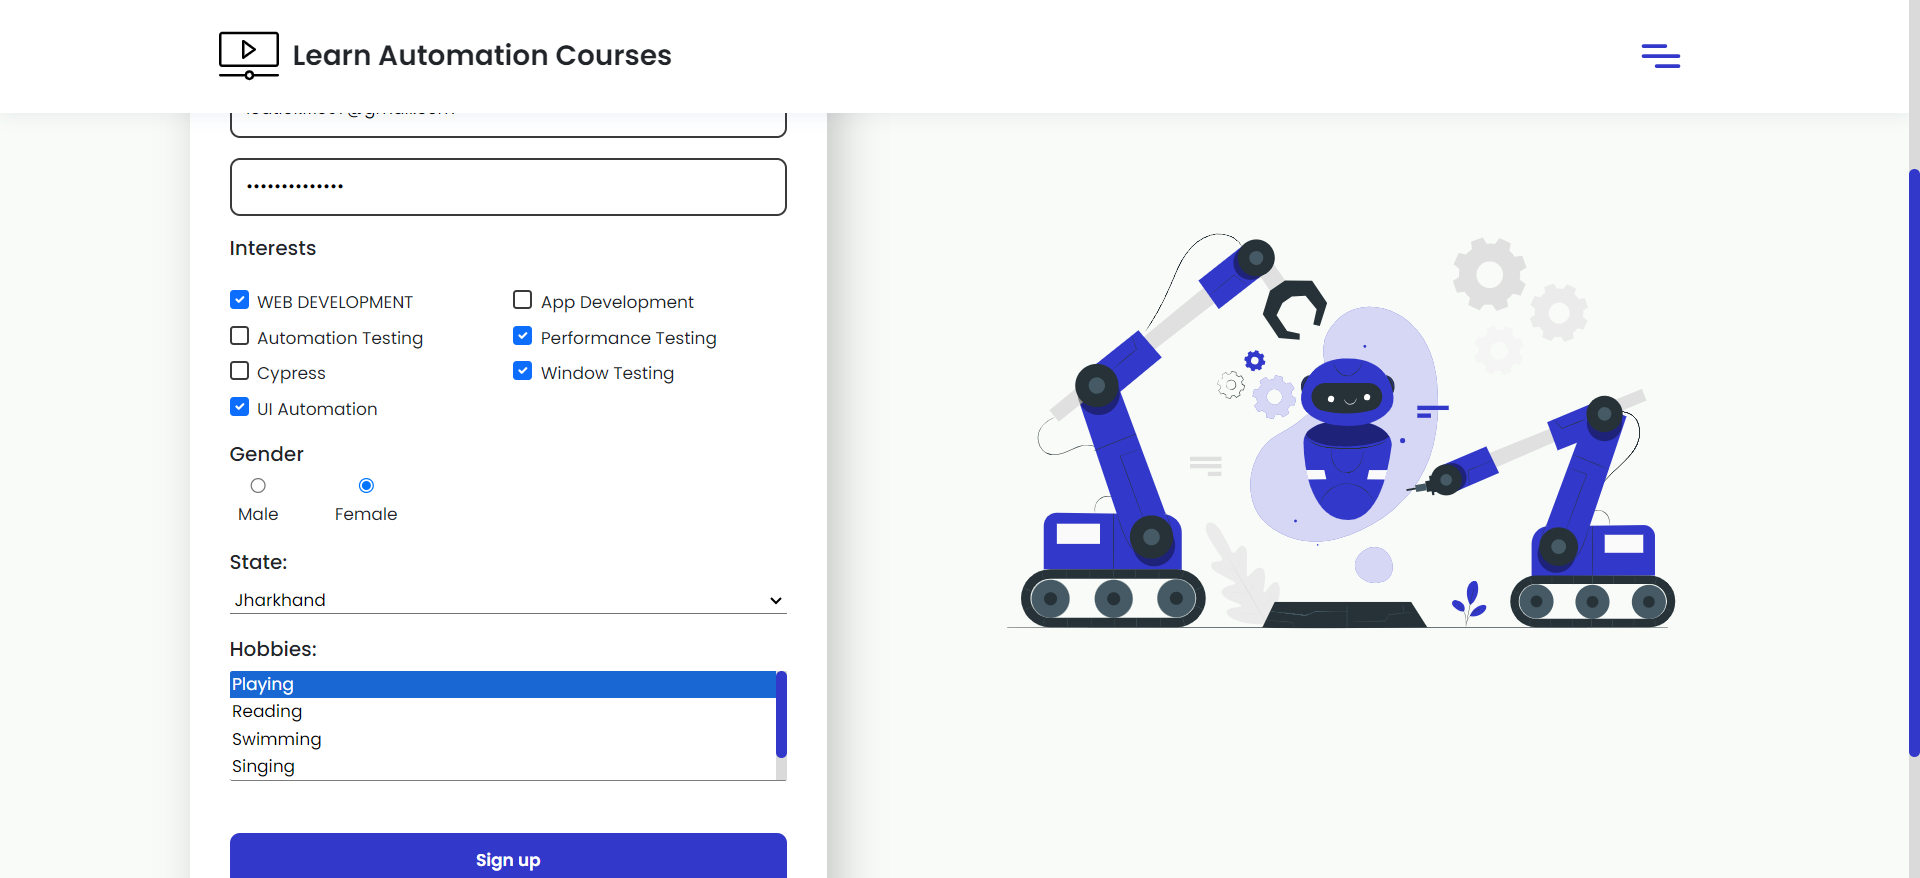 Learn Automation Courses
••••••••••••••
Interests
WEB DEVELOPMENT
App Development
Automation Testing
Performance Testing
Cypress
Window Testing
UI Automation
Gender
Male
Female
State:
Jharkhand
Hobbies:
Playing
Reading
Swimming
Singing
Sign up